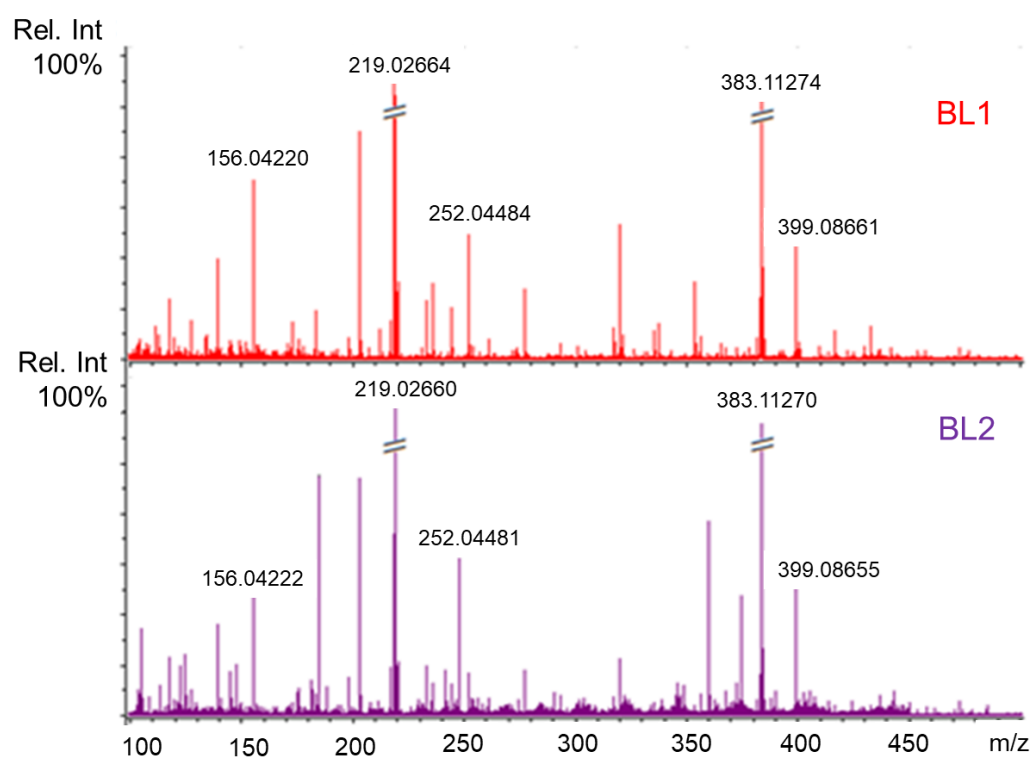 Rel. Int
100%
219.02664
383.11274
BL1
156.04220
252.04484
399.08661
Rel. Int
100%
219.02660
383.11270
BL2
252.04481
156.04222
399.08655
100 150 200 250 300 350 400 450 m/z